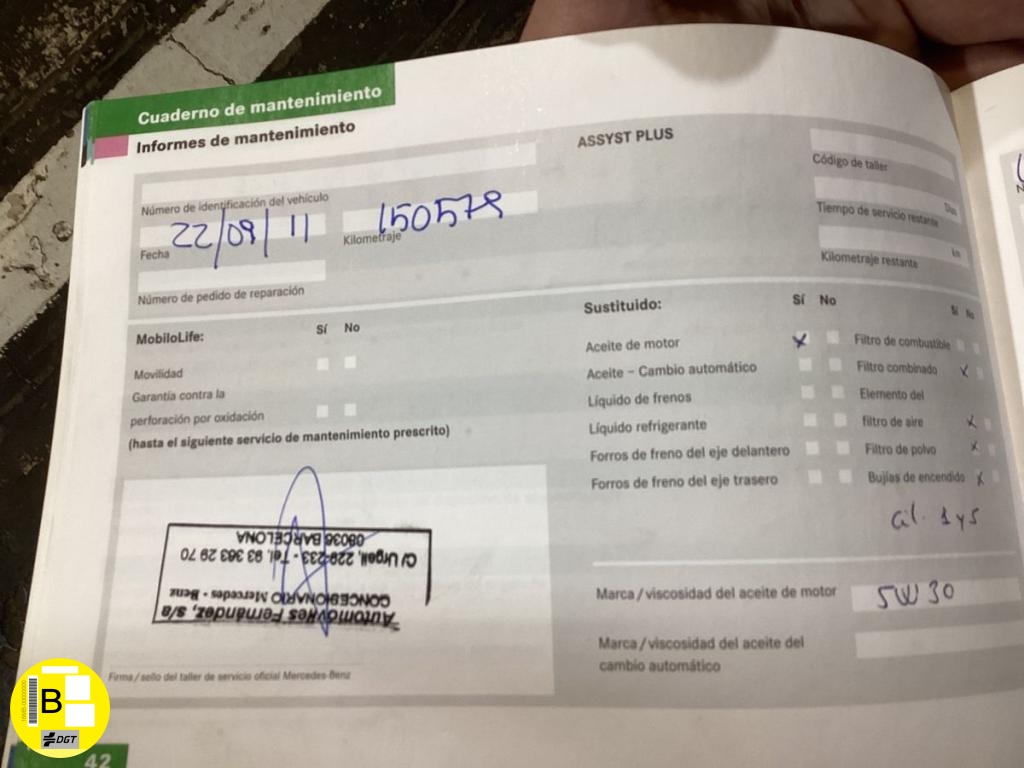 Cuaderno de mantenimiento
Informes de mantenimiento
ASSYST PLUS
Número de identificación del vehículo
22/09/11
Fecha
150579
Kilometraje
Número de pedido de reparación
Código de taller
Días
Tiempo de servicio restante
km
Kilometraje restante
MobiloLife:
Sí No
Movilidad
Garantía contra la
perforación por oxidación
(hasta el siguiente servicio de mantenimiento prescrito)
Sustituido:
Sí No
Sí No
Aceite de motor x
Filtro de combustible
Aceite – Cambio automático
Filtro combinado x
Líquido de frenos
Elemento del
Líquido refrigerante
filtro de aire x
Forros de freno del eje delantero
Filtro de polvo x
Forros de freno del eje trasero
Bujías de encendido x
Cil. 1 y 5
Automóviles Fernández, s/a
CONCESIONARIO Mercedes - Benz
C/ Urgell, 229-233 - Tel. 93 363 29 70
08036 BARCELONA
Firma / sello del taller de servicio oficial Mercedes-Benz
Marca / viscosidad del aceite de motor
5W30
Marca / viscosidad del aceite del
cambio automático
42
B
DGT